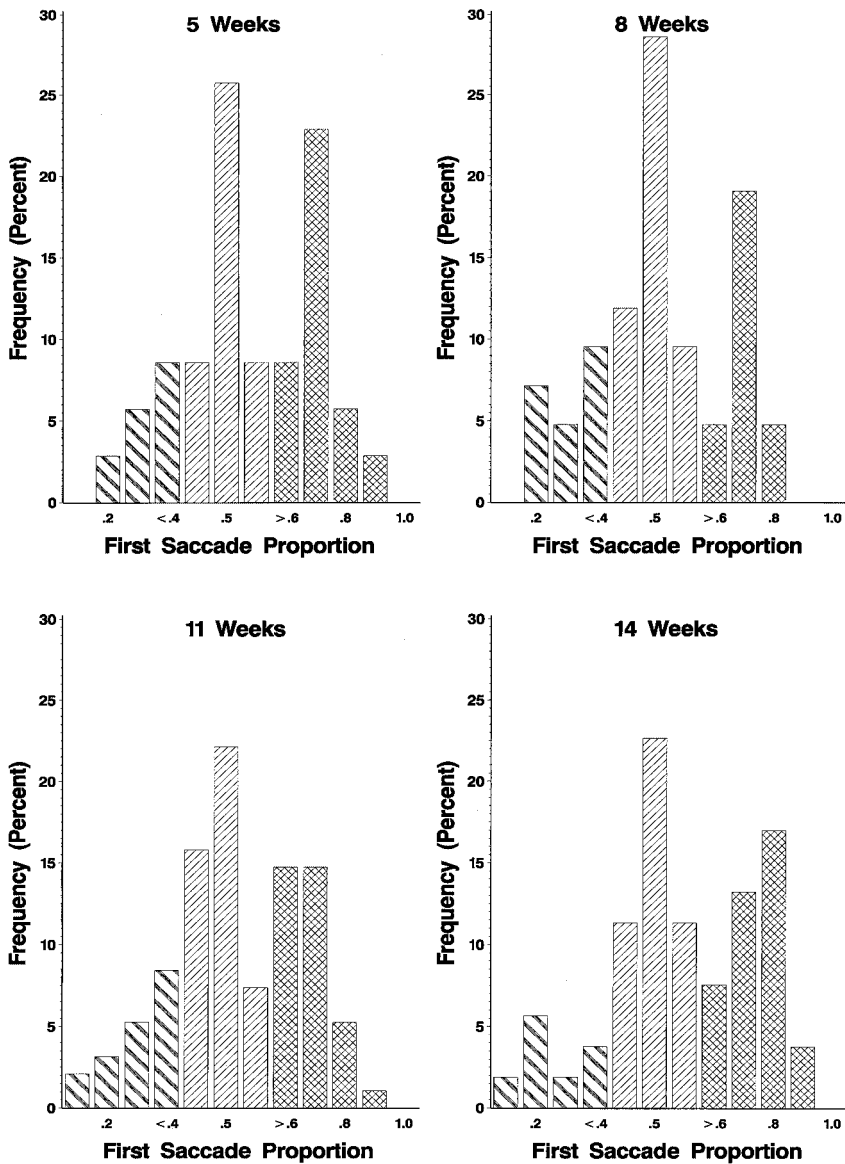 5 Weeks
30
25
20
15
10
5
0
Frequency (Percent)
.2 <.4 .5 >.6 .8 1.0
First Saccade Proportion
8 Weeks
30
25
20
15
10
5
0
Frequency (Percent)
.2 <.4 .5 >.6 .8 1.0
First Saccade Proportion
11 Weeks
30
25
20
15
10
5
0
Frequency (Percent)
.2 <.4 .5 >.6 .8 1.0
First Saccade Proportion
14 Weeks
30
25
20
15
10
5
0
Frequency (Percent)
.2 <.4 .5 >.6 .8 1.0
First Saccade Proportion